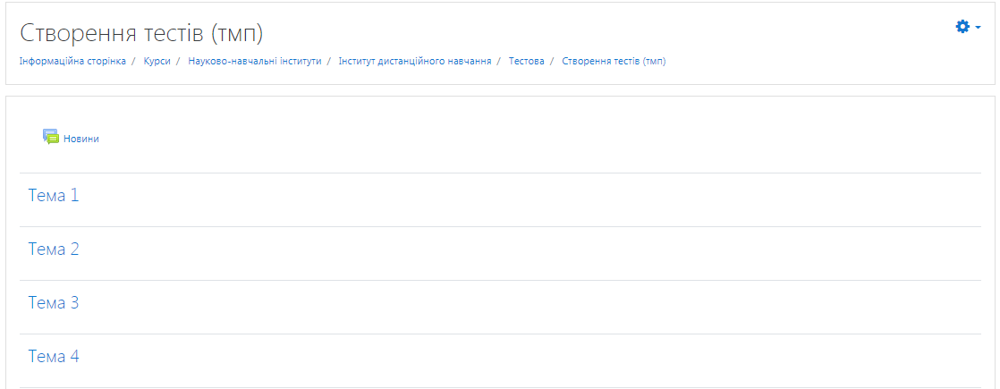 Створення тестів (тмп)
Інформаційна сторінка / Курси / Науково-навчальні інститути / Інститут дистанційного навчання / Тестова / Створення тестів (тмп)
Новини
Тема 1
Тема 2
Тема 3
Тема 4